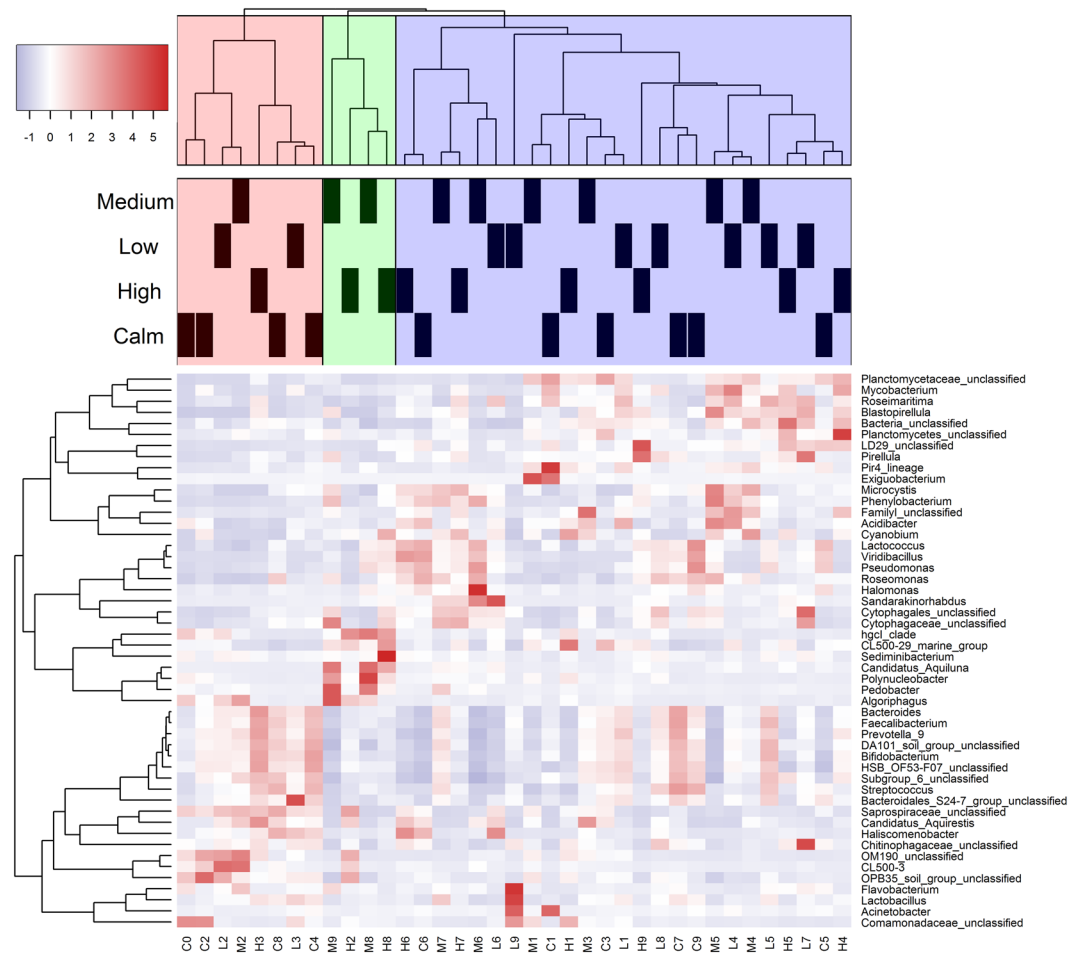 -1 0 1 2 3 4 5
Medium
Low
High
Calm
Planctomycetaceae_unclassified
Mycobacterium
Roseimaritima
Blastopirellula
Bacteria_unclassified
Planctomycetes_unclassified
LD29_unclassified
Pirellula
Pir4_lineage
Exiguobacterium
Microcystis
Phenylobacterium
FamilyI_unclassified
Acidibacter
Cyanobium
Lactococcus
Viridibacillus
Pseudomonas
Roseomonas
Halomonas
Sandarakinorhabdus
Cytophagales_unclassified
Cytophagaceae_unclassified
hgcI_clade
CL500-29_marine_group
Sediminibacterium
Candidatus_Aquiluna
Polynucleobacter
Pedobacter
Algoriphagus
Bacteroides
Faecalibacterium
Prevotella_9
DA101_soil_group_unclassified
Bifidobacterium
HSB_OF53-F07_unclassified
Subgroup_6_unclassified
Streptococcus
Bacteroidales_S24-7_group_unclassified
Saprospiraceae_unclassified
Candidatus_Aquirestis
Haliscomenobacter
Chitinophagaceae_unclassified
OM190_unclassified
CL500-3
OPB35_soil_group_unclassified
Flavobacterium
Lactobacillus
Acinetobacter
Comamonadaceae_unclassified
C0 C2 L2 M2 H3 C8 L3 C4 M9 H2 M8 H8 H6 C6 M7 H7 M6 L6 L9 M1 C1 H1 M3 C3 L1 H9 L8 C7 C9 M5 L4 M4 L5 H5 L7 C5 H4